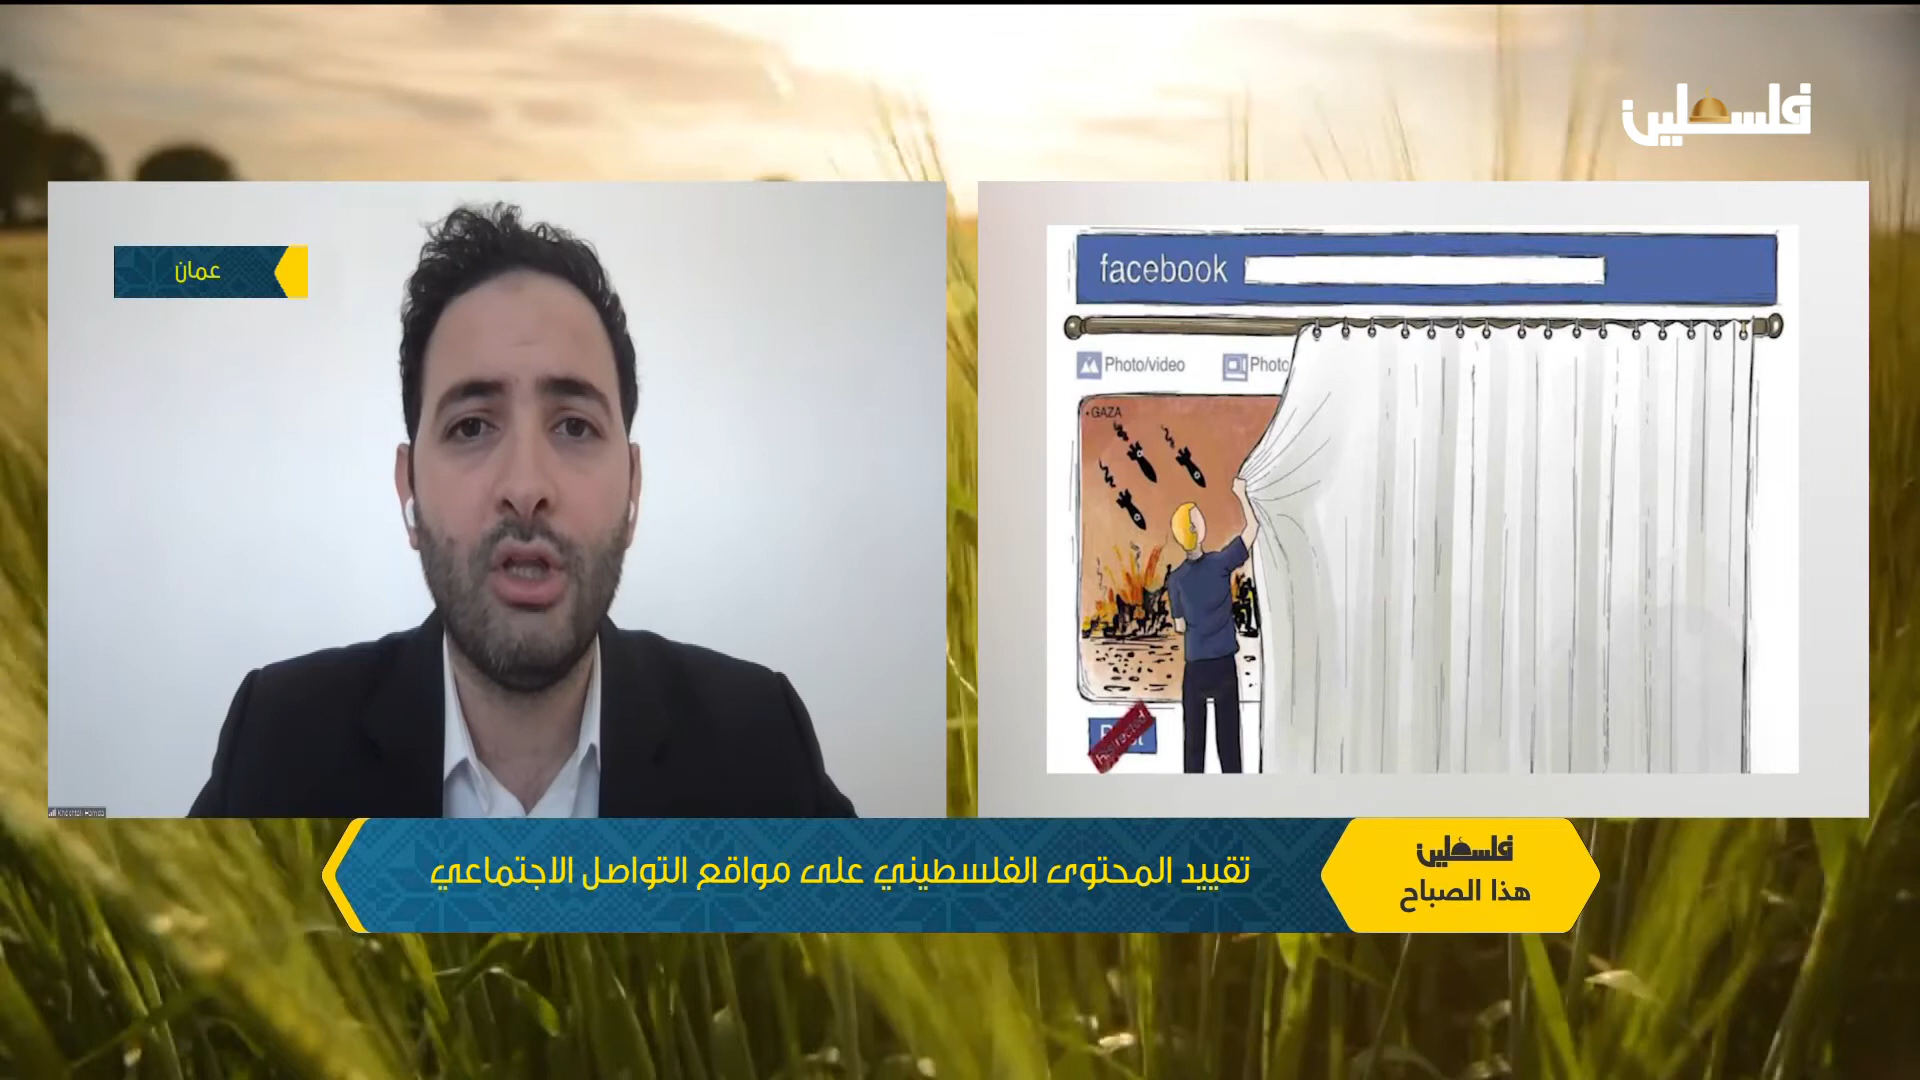 فلسطين
عمان
facebook
Photo/video
Photo
GAZA
تقييد المحتوى الفلسطيني على مواقع التواصل الاجتماعي
فلسطين
هذا الصباح